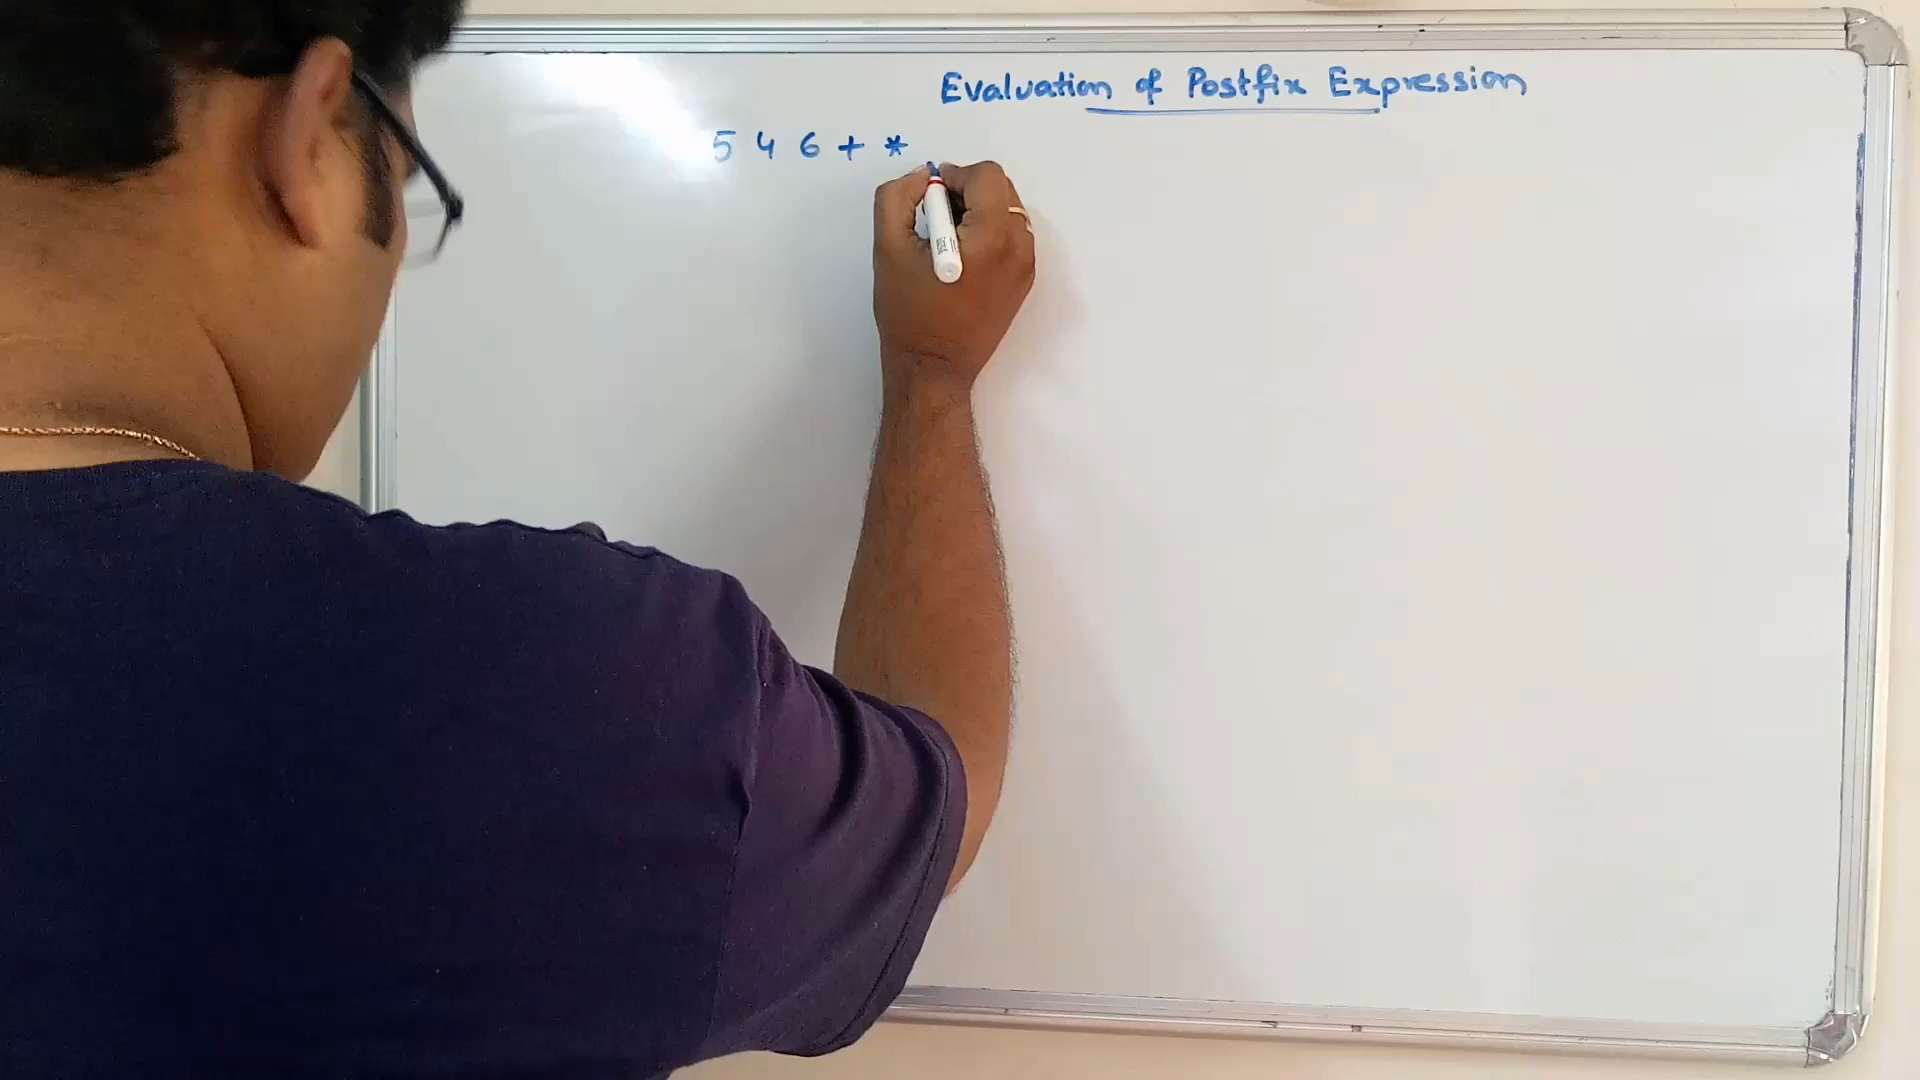 Evaluation of Postfix Expression
5 4 6 + *